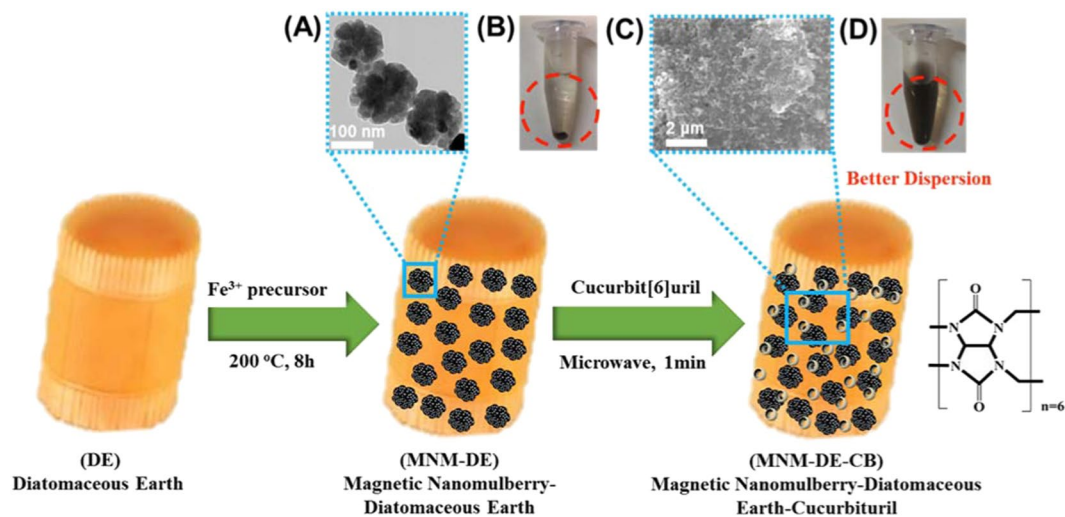 (A)
100 nm
(B)
(C)
2 μm
(D)
Better Dispersion
Fe³⁺ precursor
200 °C, 8h
Cucurbit[6]uril
Microwave, 1min
O
N
N
N
N
O
n=6
(DE)
Diatomaceous Earth
(MNM-DE)
Magnetic Nanomulberry-
Diatomaceous Earth
(MNM-DE-CB)
Magnetic Nanomulberry-Diatomaceous
Earth-Cucurbituril